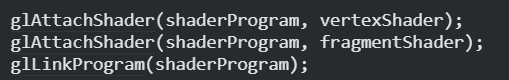 glAttachShader(shaderProgram, vertexShader);
glAttachShader(shaderProgram, fragmentShader);
glLinkProgram(shaderProgram);